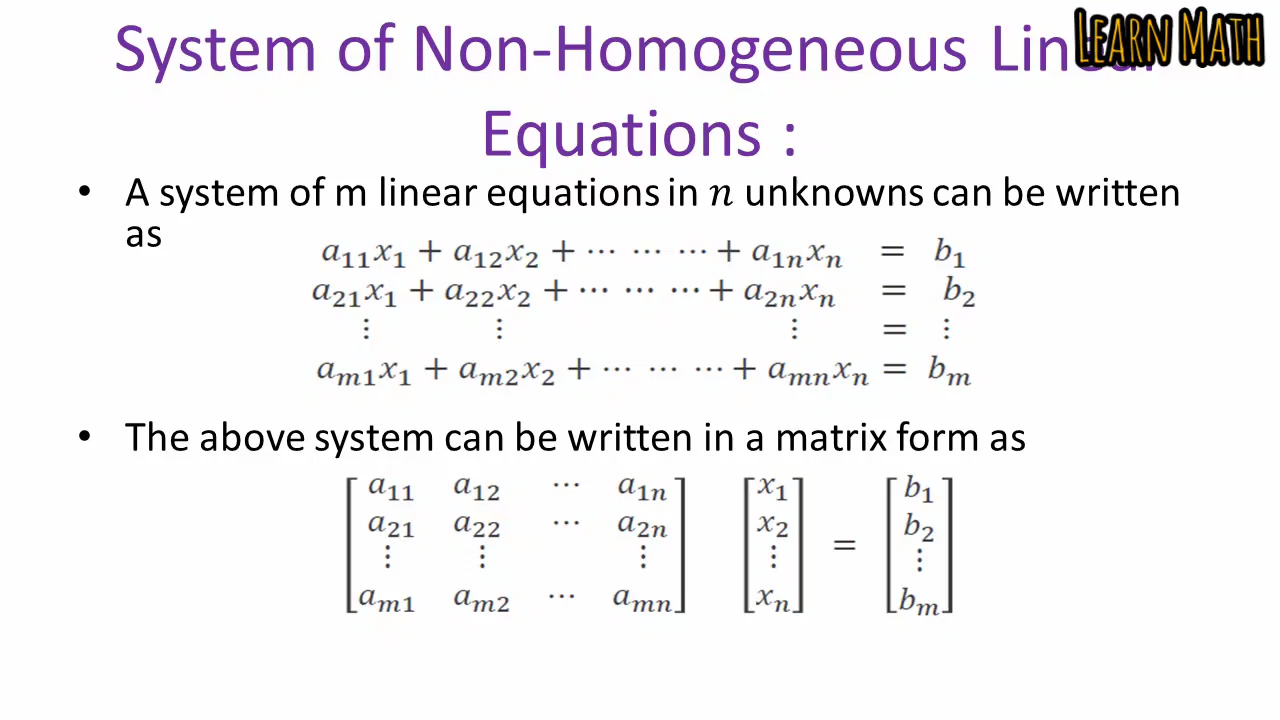 System of Non-Homogeneous Linear
LEARN MATH
Equations :
• A system of m linear equations in n unknowns can be written
as
a₁₁x₁ + a₁₂x₂ + ⋯ ⋯ ⋯ + a₁ₙxₙ = b₁
a₂₁x₁ + a₂₂x₂ + ⋯ ⋯ ⋯ + a₂ₙxₙ = b₂
⋮ ⋮ ⋮ = ⋮
aₘ₁x₁ + aₘ₂x₂ + ⋯ ⋯ ⋯ + aₘₙxₙ = bₘ
• The above system can be written in a matrix form as
[a₁₁ a₁₂ ⋯ a₁ₙ] [x₁] [b₁]
[a₂₁ a₂₂ ⋯ a₂ₙ] [x₂] = [b₂]
[⋮ ⋮ ⋮] [⋮] [⋮]
[aₘ₁ aₘ₂ ⋯ aₘₙ] [xₙ] [bₘ]